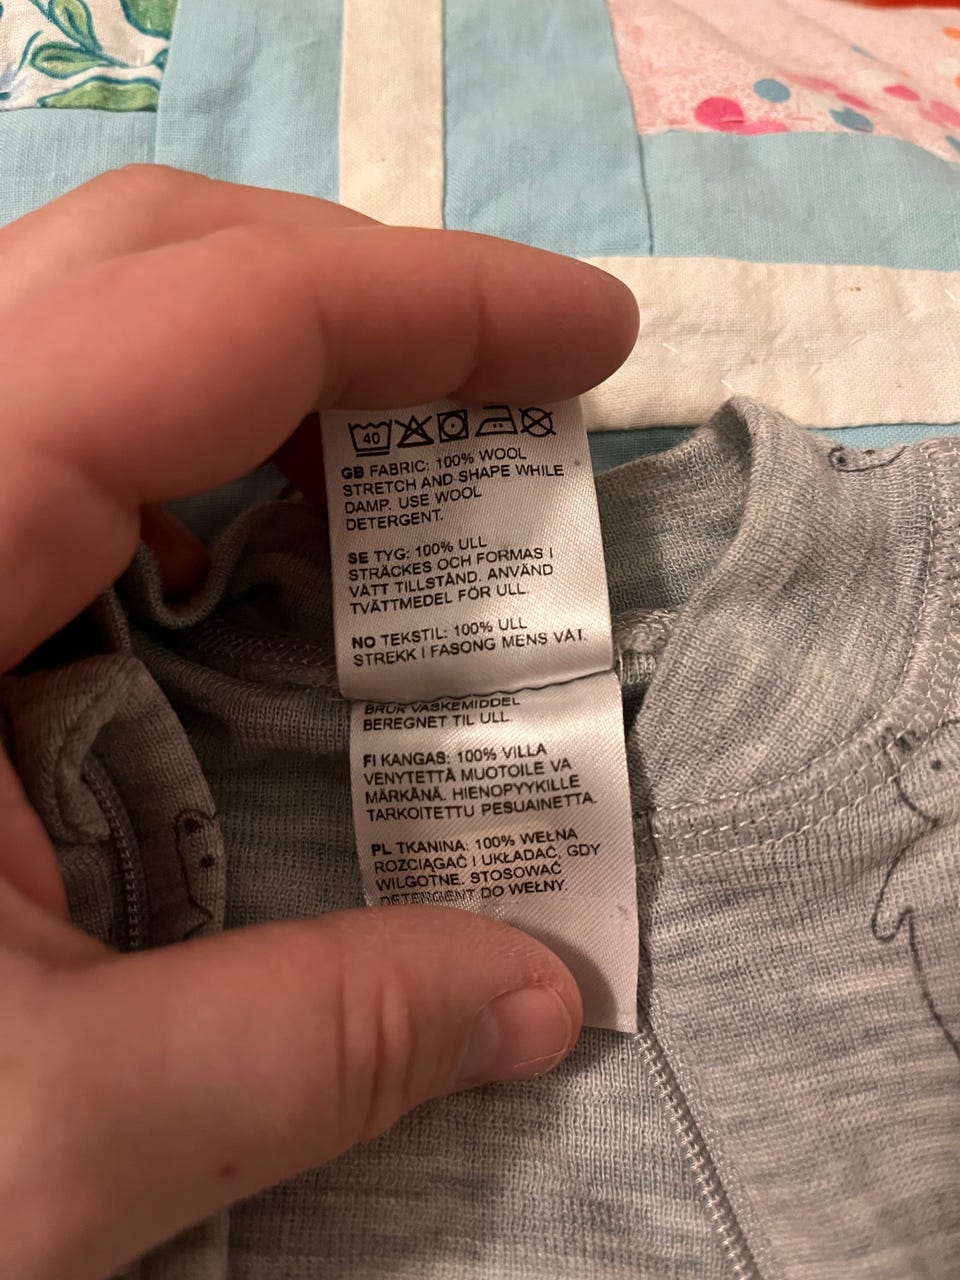 40
GB FABRIC: 100% WOOL
STRETCH AND SHAPE WHILE
DAMP. USE WOOL
DETERGENT.
SE TYG: 100% ULL
STRÄCKES OCH FORMAS I
VÅTT TILLSTÅND. ANVÄND
TVÄTTMEDEL FÖR ULL.
NO TEKSTIL: 100% ULL
STREKK I FASONG MENS VÅT.
BRUK VASKEMIDDEL
BEREGNET TIL ULL.
FI KANGAS: 100% VILLA
VENYTETTÄ MUOTOILE VA
MÄRKÄNÄ. HIENOPYYKILLE
TARKOITETTU PESUAINETTA.
PL TKANINA: 100% WEŁNA
ROZCIĄGAĆ I UKŁADAĆ, GDY
WILGOTNE. STOSOWAĆ
DETERGENT DO WEŁNY.